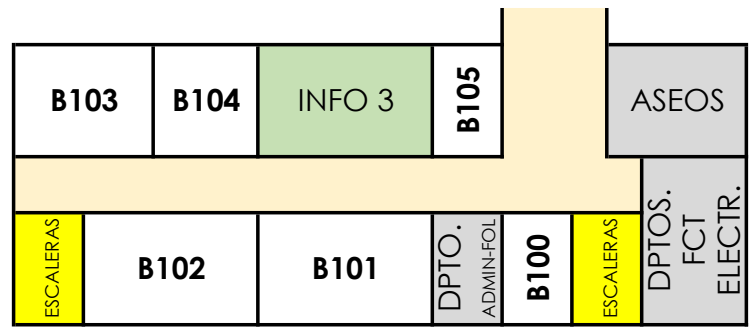 B103
B104
INFO 3
B105
ASEOS
ESCALERAS
B102
B101
DPTO.
ADMIN-FOL
B100
ESCALERAS
DPTOS.
FCT
ELECTR.